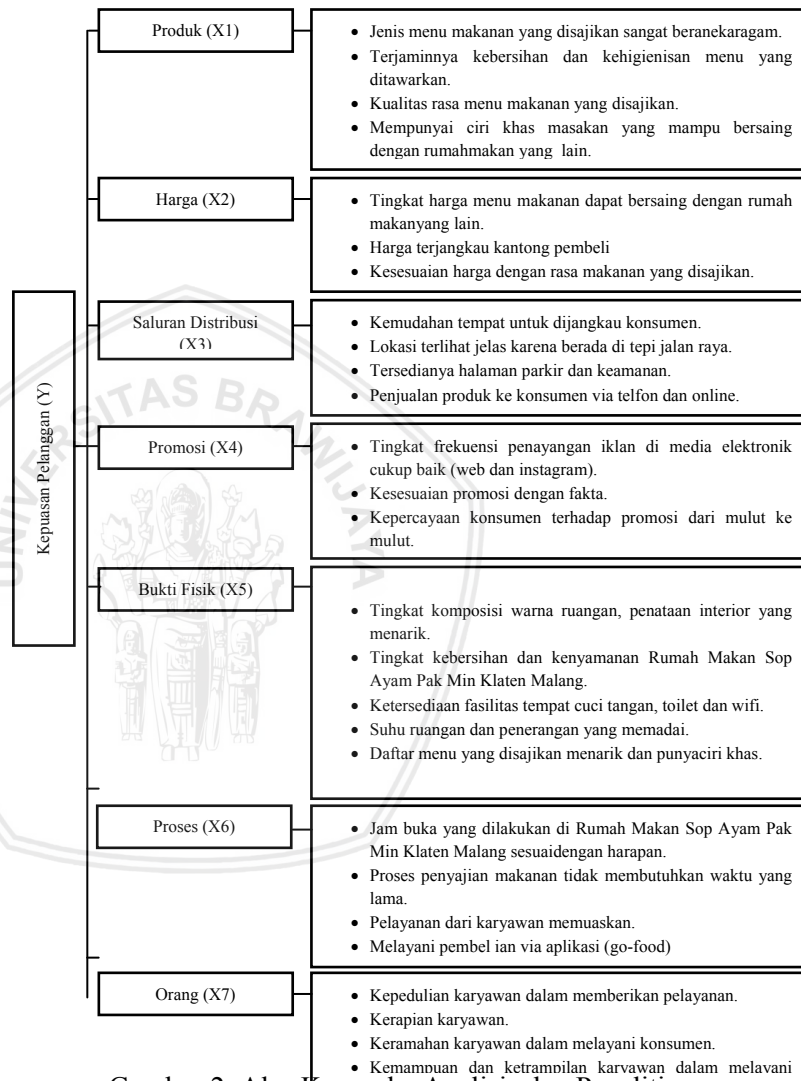 Produk (X1)
• Jenis menu makanan yang disajikan sangat beranekaragam.
• Terjaminnya kebersihan dan kehigienisan menu yang
ditawarkan.
• Kualitas rasa menu makanan yang disajikan.
• Mempunyai ciri khas masakan yang mampu bersaing
dengan rumahmakan yang lain.
Harga (X2)
• Tingkat harga menu makanan dapat bersaing dengan rumah
makanyang lain.
• Harga terjangkau kantong pembeli
• Kesesuaian harga dengan rasa makanan yang disajikan.
Kepuasan Pelanggan (Y)
Saluran Distribusi
(X3)
• Kemudahan tempat untuk dijangkau konsumen.
• Lokasi terlihat jelas karena berada di tepi jalan raya.
• Tersedianya halaman parkir dan keamanan.
• Penjualan produk ke konsumen via telfon dan online.
Promosi (X4)
• Tingkat frekuensi penayangan iklan di media elektronik
cukup baik (web dan instagram).
• Kesesuaian promosi dengan fakta.
• Kepercayaan konsumen terhadap promosi dari mulut ke
mulut.
Bukti Fisik (X5)
• Tingkat komposisi warna ruangan, penataan interior yang
menarik.
• Tingkat kebersihan dan kenyamanan Rumah Makan Sop
Ayam Pak Min Klaten Malang.
• Ketersediaan fasilitas tempat cuci tangan, toilet dan wifi.
• Suhu ruangan dan penerangan yang memadai.
• Daftar menu yang disajikan menarik dan punyaciri khas.
Proses (X6)
• Jam buka yang dilakukan di Rumah Makan Sop Ayam Pak
Min Klaten Malang sesuaidengan harapan.
• Proses penyajian makanan tidak membutuhkan waktu yang
lama.
• Pelayanan dari karyawan memuaskan.
• Melayani pembel ian via aplikasi (go-food)
Orang (X7)
• Kepedulian karyawan dalam memberikan pelayanan.
• Kerapian karyawan.
• Keramahan karyawan dalam melayani konsumen.
• Kemampuan dan ketrampilan karyawan dalam melayani
UNIVERSITAS BRAWIJAYA